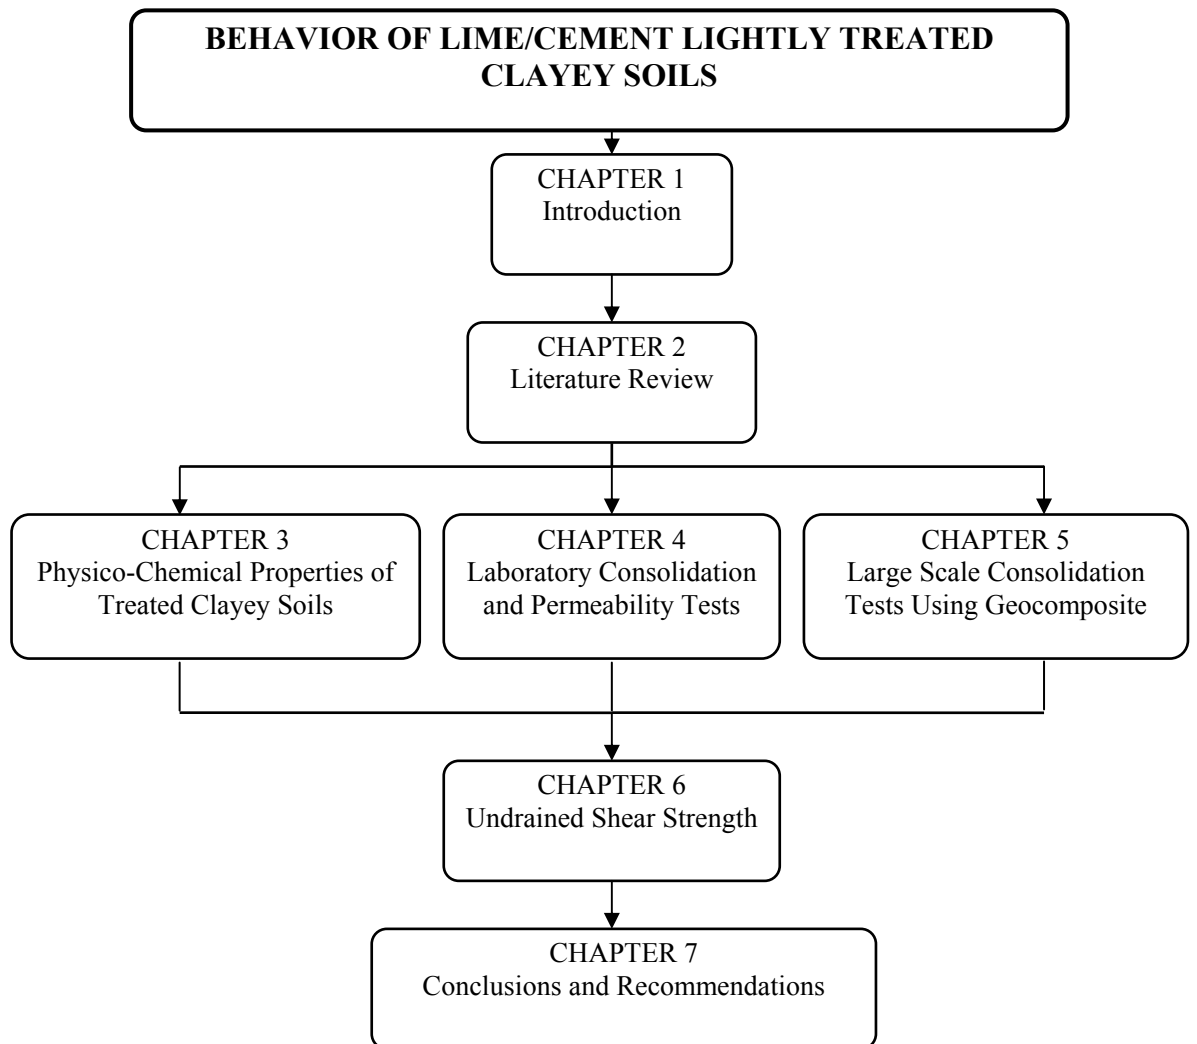 BEHAVIOR OF LIME/CEMENT LIGHTLY TREATED
CLAYEY SOILS
CHAPTER 1
Introduction
CHAPTER 2
Literature Review
CHAPTER 3
Physico-Chemical Properties of
Treated Clayey Soils
CHAPTER 4
Laboratory Consolidation
and Permeability Tests
CHAPTER 5
Large Scale Consolidation
Tests Using Geocomposite
CHAPTER 6
Undrained Shear Strength
CHAPTER 7
Conclusions and Recommendations